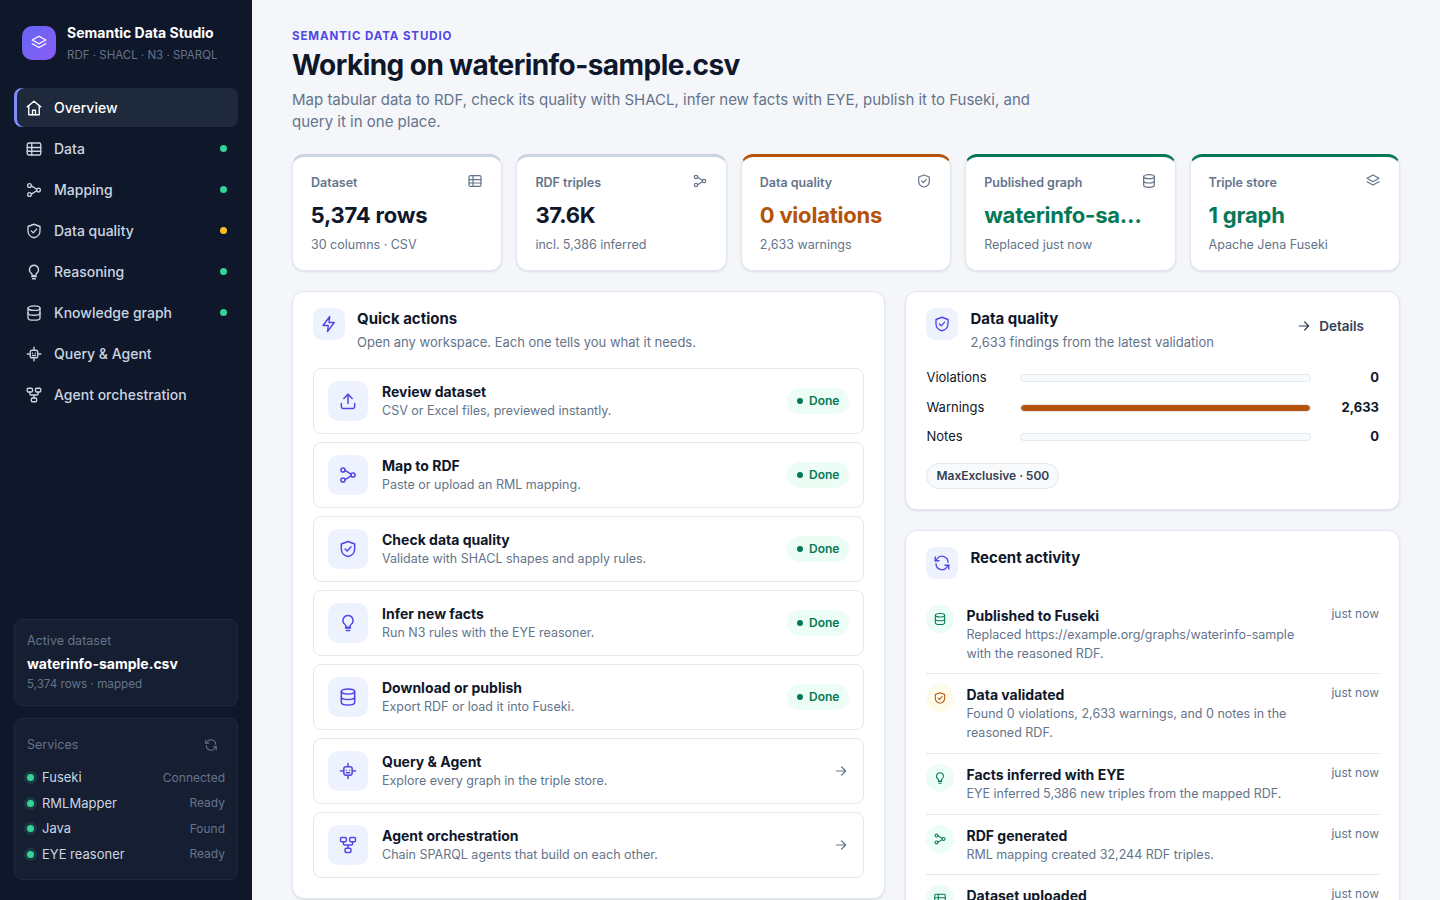 Semantic Data Studio
RDF · SHACL · N3 · SPARQL
Overview
Data
Mapping
Data quality
Reasoning
Knowledge graph
Query & Agent
Agent orchestration
Active dataset
waterinfo-sample.csv
5,374 rows · mapped
Services
Fuseki Connected
RMLMapper Ready
Java Found
EYE reasoner Ready
SEMANTIC DATA STUDIO
Working on waterinfo-sample.csv
Map tabular data to RDF, check its quality with SHACL, infer new facts with EYE, publish it to Fuseki, and
query it in one place.
Dataset
5,374 rows
30 columns · CSV
RDF triples
37.6K
incl. 5,386 inferred
Data quality
0 violations
2,633 warnings
Published graph
waterinfo-sa...
Replaced just now
Triple store
1 graph
Apache Jena Fuseki
Quick actions
Open any workspace. Each one tells you what it needs.
Review dataset
CSV or Excel files, previewed instantly.
Done
Map to RDF
Paste or upload an RML mapping.
Done
Check data quality
Validate with SHACL shapes and apply rules.
Done
Infer new facts
Run N3 rules with the EYE reasoner.
Done
Download or publish
Export RDF or load it into Fuseki.
Done
Query & Agent
Explore every graph in the triple store.
Agent orchestration
Chain SPARQL agents that build on each other.
Data quality
2,633 findings from the latest validation
Details
Violations 0
Warnings 2,633
Notes 0
MaxExclusive · 500
Recent activity
Published to Fuseki just now
Replaced https://example.org/graphs/waterinfo-sample
with the reasoned RDF.
Data validated just now
Found 0 violations, 2,633 warnings, and 0 notes in the
reasoned RDF.
Facts inferred with EYE just now
EYE inferred 5,386 new triples from the mapped RDF.
RDF generated just now
RML mapping created 32,244 RDF triples.
Dataset uploaded just now